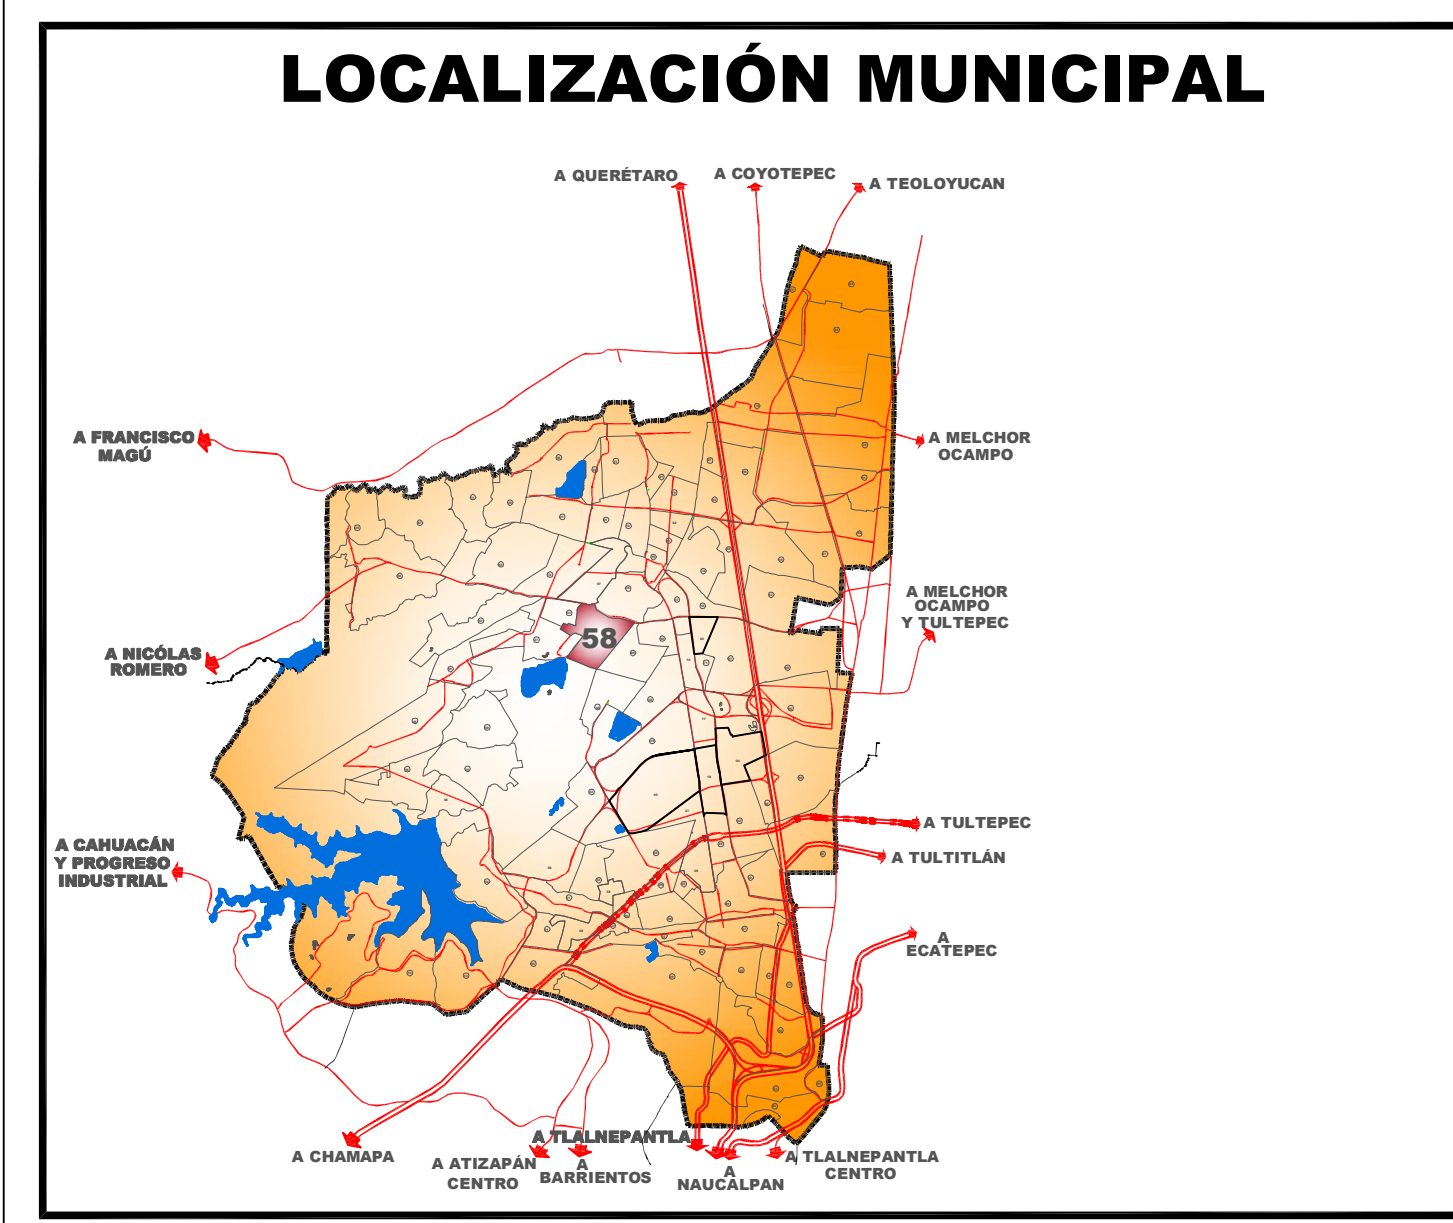 LOCALIZACIÓN MUNICIPAL
A QUERÉTARO
A COYOTEPEC
A TEOLOYUCAN
A FRANCISCO
MAGÚ
A MELCHOR
OCAMPO
A MELCHOR
OCAMPO
Y TULTEPEC
58
A NICÓLAS
ROMERO
A TULTEPEC
A CAHUACÁN
Y PROGRESO
INDUSTRIAL
A TULTITLÁN
A
ECATEPEC
A CHAMAPA
A ATIZAPÁN
CENTRO
A TLALNEPANTLA
A
BARRIENTOS
A
NAUCALPAN
A TLALNEPANTLA
CENTRO